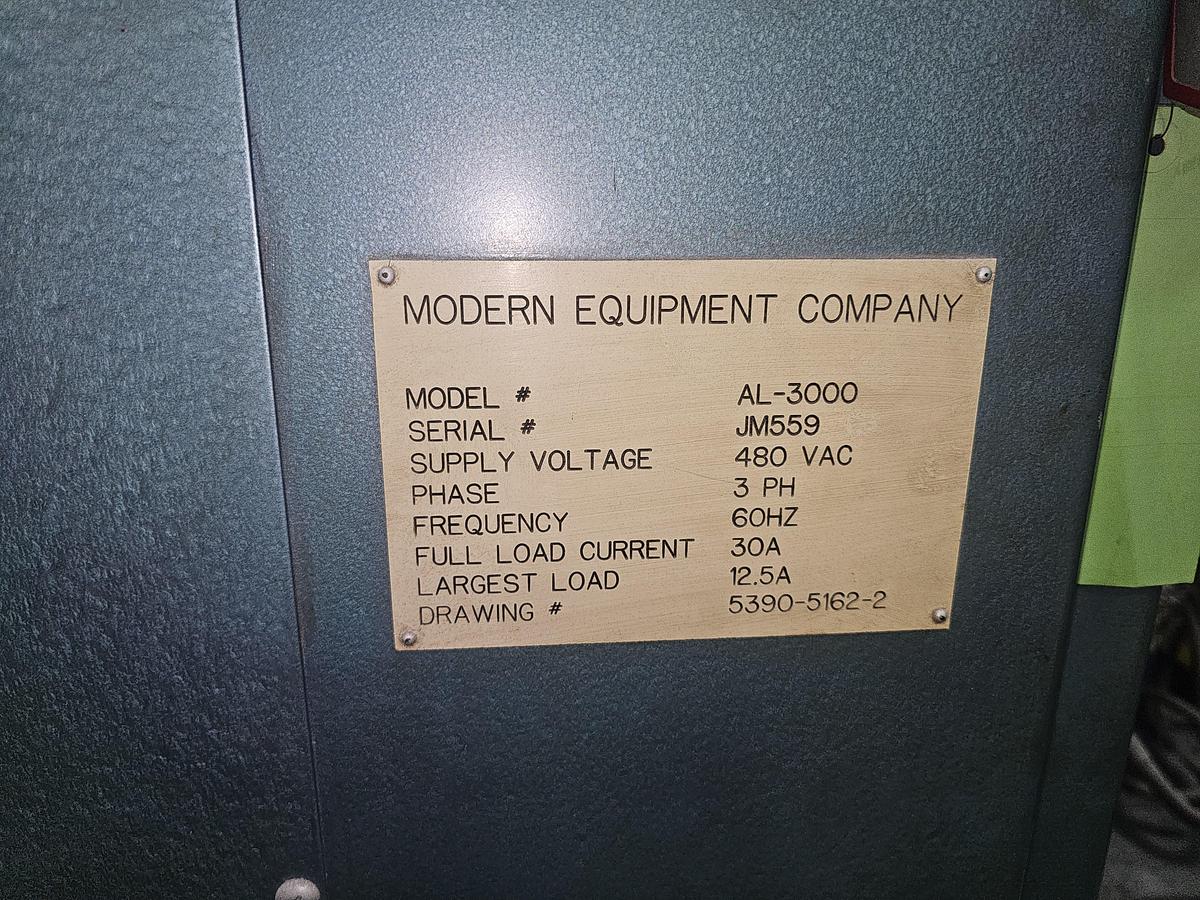 MODERN EQUIPMENT COMPANY
MODEL # AL-3000
SERIAL # JM559
SUPPLY VOLTAGE 480 VAC
PHASE 3 PH
FREQUENCY 60HZ
FULL LOAD CURRENT 30A
LARGEST LOAD 12.5A
DRAWING # 5390-5162-2